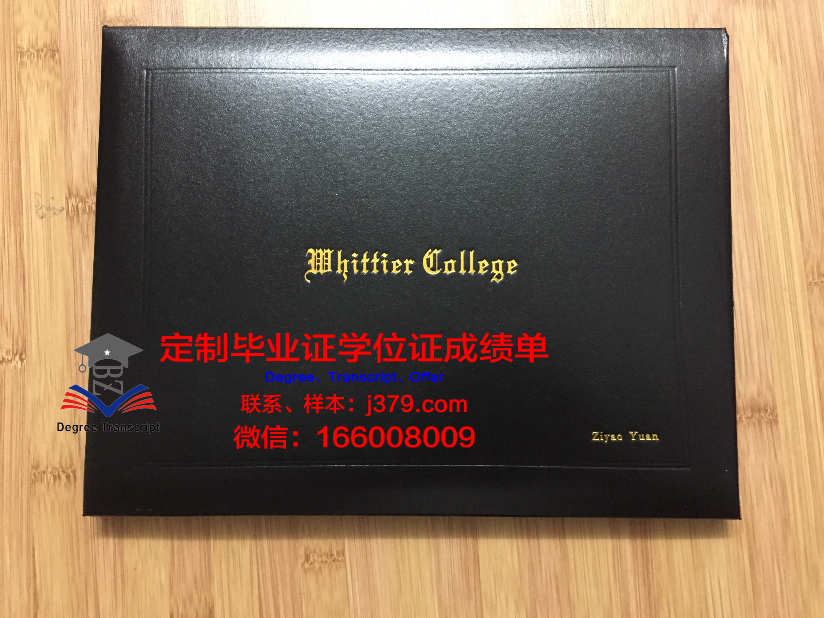 Whittier College
定制毕业证学位证成绩单
BZ
Degree、Transcript、Offer
联系、样本：j379.com
Degree Transcript
微信：166008009
Ziyao Yuan